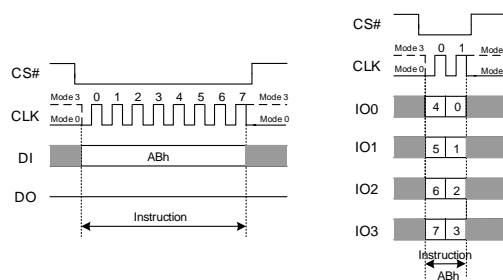 CS#
Mode 3 0 1 2 3 4 5 6 7 Mode 3
CLK Mode 0 Mode 0
DI ABh
DO
Instruction
CS#
Mode 3 0 1 Mode
CLK Mode 0 Mode
IO0 4 0
IO1 5 1
IO2 6 2
IO3 7 3
Instruction
ABh